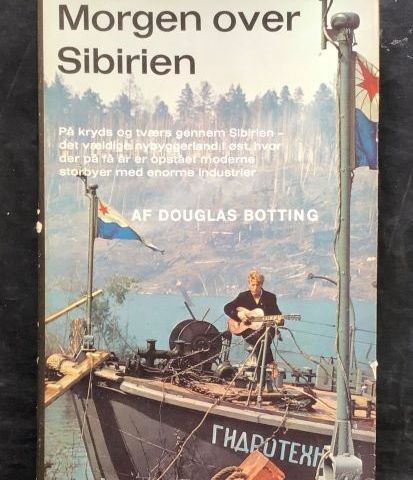 Morgen over
Sibirien
På kryds og tværs gennem Sibirien –
det vældige nybyggerland i øst, hvor
der på få år er opstået moderne
storbyer med enorme industrier
AF DOUGLAS BOTTING
ГИДРОТЕХН